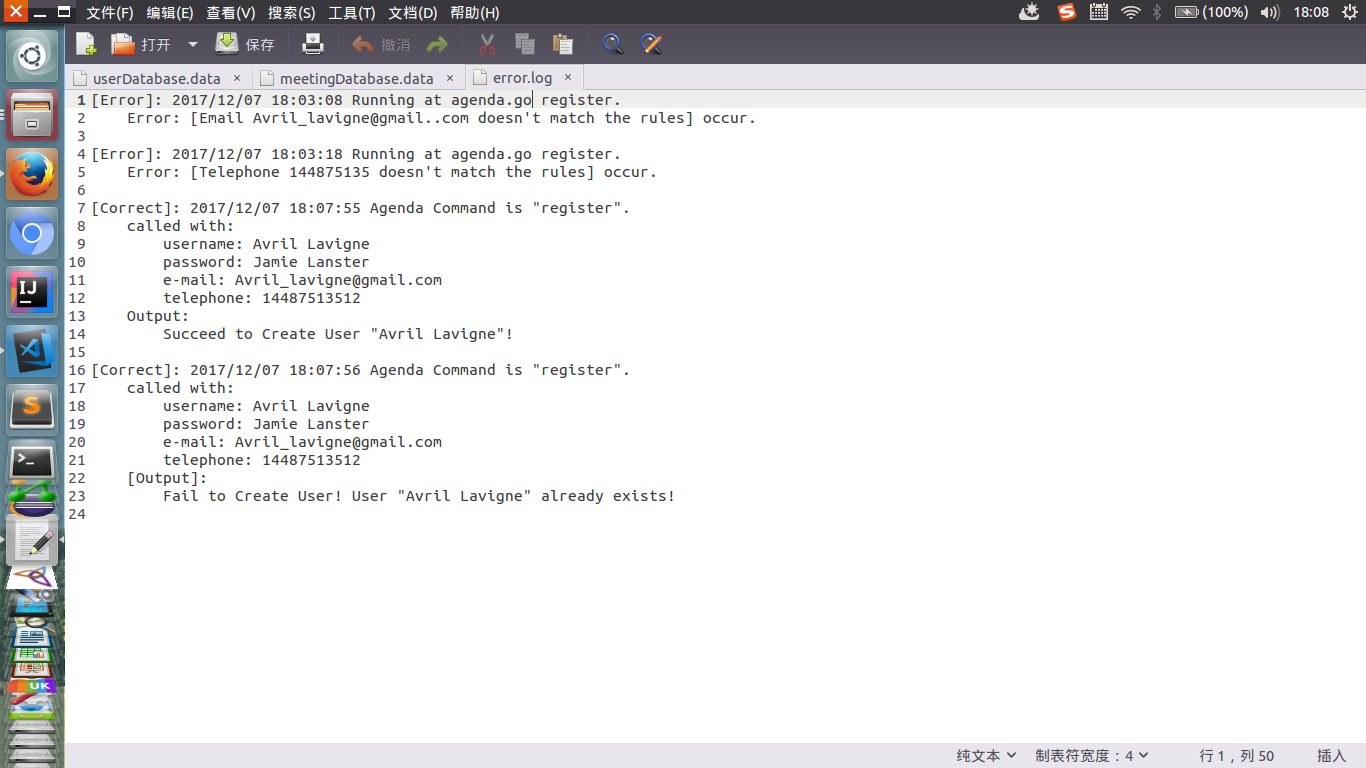 文件(F) 编辑(E) 查看(V) 搜索(S) 工具(T) 文档(D) 帮助(H) (100%) 18:08
打开 保存 撤消
userDatabase.data × meetingDatabase.data × error.log ×
1 [Error]: 2017/12/07 18:03:08 Running at agenda.go register.
2 Error: [Email Avril_lavigne@gmail..com doesn't match the rules] occur.
3
4 [Error]: 2017/12/07 18:03:18 Running at agenda.go register.
5 Error: [Telephone 144875135 doesn't match the rules] occur.
6
7 [Correct]: 2017/12/07 18:07:55 Agenda Command is "register".
8 called with:
9 username: Avril Lavigne
10 password: Jamie Lanster
11 e-mail: Avril_lavigne@gmail.com
12 telephone: 14487513512
13 Output:
14 Succeed to Create User "Avril Lavigne"!
15
16 [Correct]: 2017/12/07 18:07:56 Agenda Command is "register".
17 called with:
18 username: Avril Lavigne
19 password: Jamie Lanster
20 e-mail: Avril_lavigne@gmail.com
21 telephone: 14487513512
22 [Output]:
23 Fail to Create User! User "Avril Lavigne" already exists!
24
IJ
S
UK
纯文本 制表符宽度：4 行 1，列 50 插入